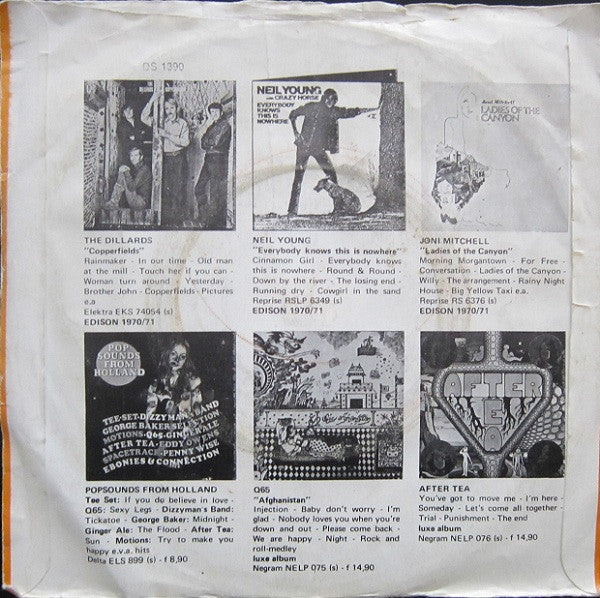 DS 1390
NEIL YOUNG
WITH CRAZY HORSE
EVERYBODY
KNOWS
THIS IS
NOWHERE
Joni Mitchell
LADIES OF THE
CANYON
THE DILLARDS
"Copperfields"
Rainmaker - In our time - Old man
at the mill - Touch her if you can -
Woman turn around - Yesterday -
Brother John - Copperfields - Pictures
e.a
Elektra EKS 74054 (s)
EDISON 1970/71
NEIL YOUNG
"Everybody knows this is nowhere"
Cinnamon Girl - Everybody knows
this is nowhere - Round & Round -
Down by the river - The losing end -
Running dry - Cowgirl in the sand
Reprise RSLP 6349 (s)
EDISON 1970/71
JONI MITCHELL
"Ladies of the Canyon"
Morning Morgantown - For Free -
Conversation - Ladies of the Canyon -
Willy - The arrangement - Rainy Night
House - Big Yellow Taxi e.a.
Reprise RS 6376 (s)
EDISON 1970/71
POP
SOUNDS
FROM
HOLLAND
TEE-SET-DIZZY MAN'S BAND
GEORGE BAKER SELECTION
MOTIONS-Q65-GINGER ALE
AFTER TEA-EDDY OWENS
SPACETRACK-PENNY WISE
EBONIES & CONNECTION
AFTER
TEA
POPSOUNDS FROM HOLLAND
Tee Set: If you do believe in love -
Q65: Sexy Legs - Dizzyman's Band:
Tickatoe - George Baker: Midnight -
Ginger Ale: The Flood - After Tea:
Sun - Motions: Try to make you
happy e.v.a. hits
Delta ELS 899 (s) - f 8,90
Q65
"Afghanistan"
Injection - Baby don't worry - I'm
glad - Nobody loves you when you're
down and out - Please come back -
We are happy - Night - Rock and
roll-medley
luxe album
Negram NELP 075 (s) - f 14,90
AFTER TEA
You've got to move me - I'm here -
Someday - Let's come all together -
Trial - Punishment - The end
luxe album
Negram NELP 076 (s) - f 14,90